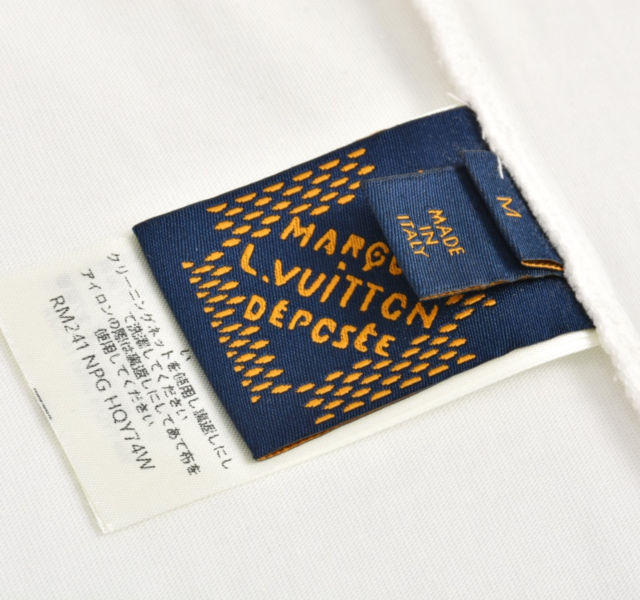 MARQU
L.VUITTON
DÉPOSÉE
MADE
IN
ITALY
M
クリーニングネットを使用し裏返しにし
て洗濯してください
アイロンの際は裏返しにしてあて布を
使用してください
RM241 NPG HQY74W